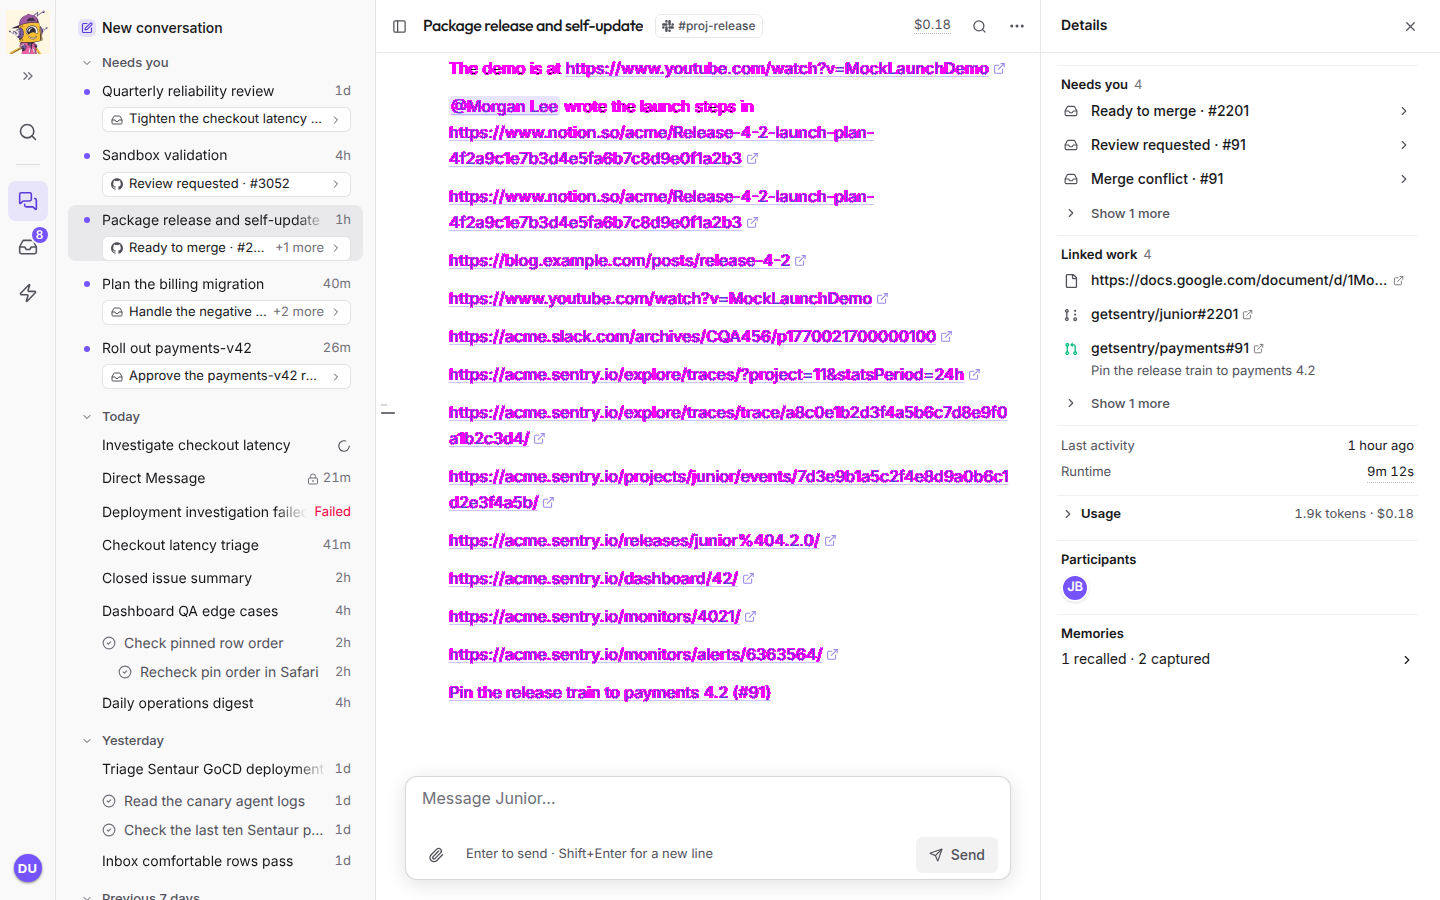 New conversation
Needs you
Quarterly reliability review 1d
Tighten the checkout latency ...
Sandbox validation 4h
Review requested · #3052
Package release and self-update 1h
Ready to merge · #2... +1 more
8
Plan the billing migration 40m
Handle the negative ... +2 more
Roll out payments-v42 26m
Approve the payments-v42 r...
Today
Investigate checkout latency
Direct Message 21m
Deployment investigation failed Failed
Checkout latency triage 41m
Closed issue summary 2h
Dashboard QA edge cases 4h
Check pinned row order 2h
Recheck pin order in Safari 2h
Daily operations digest 4h
Yesterday
Triage Sentaur GoCD deployment 1d
Read the canary agent logs 1d
Check the last ten Sentaur p... 1d
Inbox comfortable rows pass 1d
Previous 7 days
DU
Package release and self-update #proj-release $0.18
The demo is at https://www.youtube.com/watch?v=MockLaunchDemo
@Morgan Lee wrote the launch steps in
https://www.notion.so/acme/Release-4-2-launch-plan-
4f2a9c1e7b3d4e5fa6b7c8d9e0f1a2b3
https://www.notion.so/acme/Release-4-2-launch-plan-
4f2a9c1e7b3d4e5fa6b7c8d9e0f1a2b3
https://blog.example.com/posts/release-4-2
https://www.youtube.com/watch?v=MockLaunchDemo
https://acme.slack.com/archives/CQA456/p1770021700000100
https://acme.sentry.io/explore/traces/?project=11&statsPeriod=24h
https://acme.sentry.io/explore/traces/trace/a8c0e1b2d3f4a5b6c7d8e9f0
a1b2c3d4/
https://acme.sentry.io/projects/junior/events/7d3e9b1a5c2f4e8d9a0b6c1
d2e3f4a5b/
https://acme.sentry.io/releases/junior%404.2.0/
https://acme.sentry.io/dashboard/42/
https://acme.sentry.io/monitors/4021/
https://acme.sentry.io/monitors/alerts/6363564/
Pin the release train to payments 4.2 (#91)
Message Junior...
Enter to send · Shift+Enter for a new line
Send
Details
Needs you 4
Ready to merge · #2201
Review requested · #91
Merge conflict · #91
Show 1 more
Linked work 4
https://docs.google.com/document/d/1Mo...
getsentry/junior#2201
getsentry/payments#91
Pin the release train to payments 4.2
Show 1 more
Last activity 1 hour ago
Runtime 9m 12s
Usage 1.9k tokens · $0.18
Participants
JB
Memories
1 recalled · 2 captured